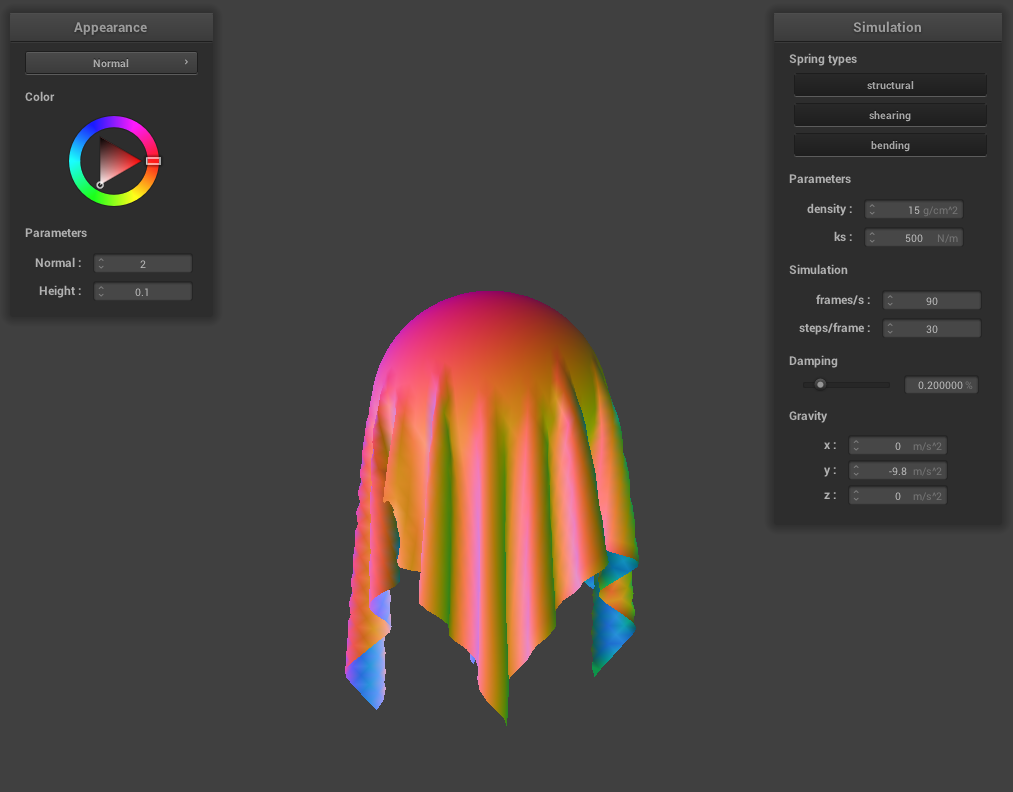 Appearance
Normal
Color
Parameters
Normal : 2
Height : 0.1
Simulation
Spring types
structural
shearing
bending
Parameters
density : 15 g/cm^2
ks : 500 N/m
Simulation
frames/s : 90
steps/frame : 30
Damping
0.200000 %
Gravity
x : 0 m/s^2
y : -9.8 m/s^2
z : 0 m/s^2